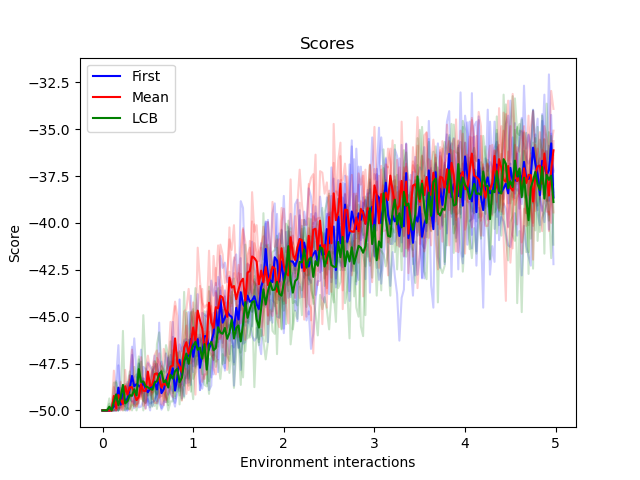 Scores
First
Mean
LCB
Score
−32.5
−35.0
−37.5
−40.0
−42.5
−45.0
−47.5
−50.0
0 1 2 3 4 5
Environment interactions